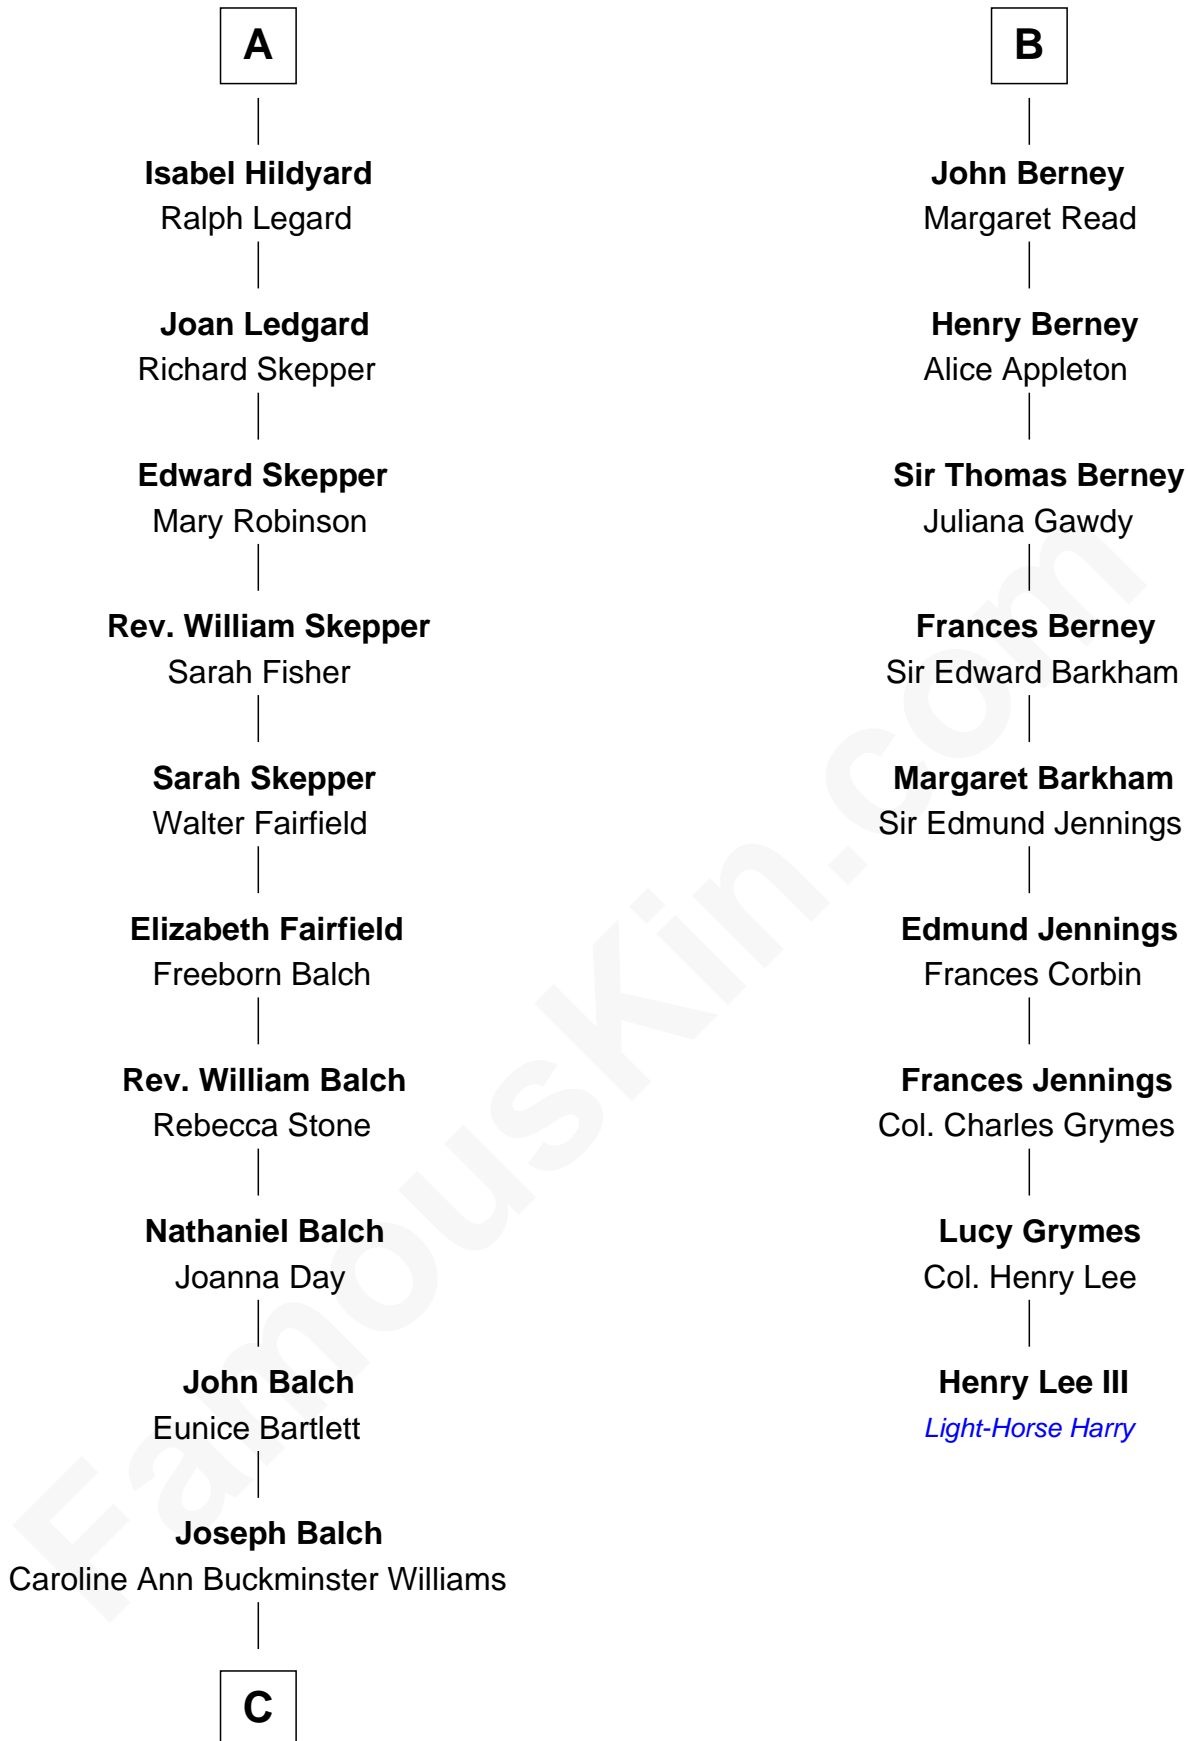 A
Isabel Hildyard
Ralph Legard
Joan Ledgard
Richard Skepper
Edward Skepper
Mary Robinson
Rev. William Skepper
Sarah Fisher
Sarah Skepper
Walter Fairfield
Elizabeth Fairfield
Freeborn Balch
Rev. William Balch
Rebecca Stone
Nathaniel Balch
Joanna Day
John Balch
Eunice Bartlett
Joseph Balch
Caroline Ann Buckminster Williams
C
B
John Berney
Margaret Read
Henry Berney
Alice Appleton
Sir Thomas Berney
Juliana Gawdy
Frances Berney
Sir Edward Barkham
Margaret Barkham
Sir Edmund Jennings
Edmund Jennings
Frances Corbin
Frances Jennings
Col. Charles Grymes
Lucy Grymes
Col. Henry Lee
Henry Lee III
Light-Horse Harry
FamousKin.com